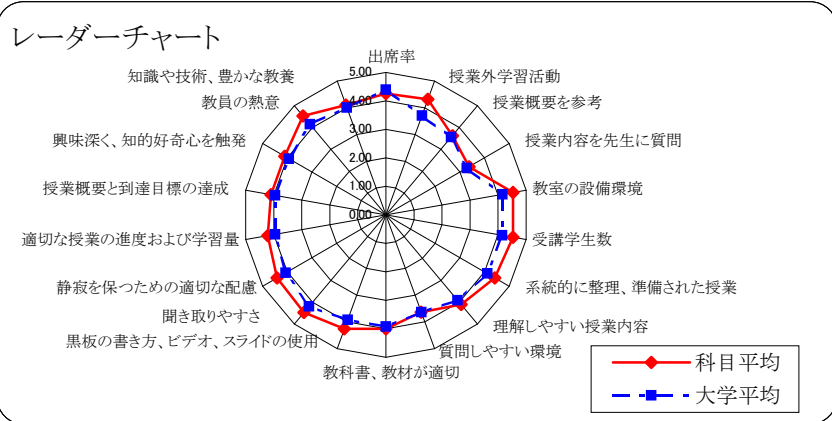 レーダーチャート
出席率
授業外学習活動
授業概要を参考
授業内容を先生に質問
教室の設備環境
受講学生数
系統的に整理、準備された授業
理解しやすい授業内容
質問しやすい環境
教科書、教材が適切
黒板の書き方、ビデオ、スライドの使用
聞き取りやすさ
静寂を保つための適切な配慮
適切な授業の進度および学習量
授業概要と到達目標の達成
興味深く、知的好奇心を触発
教員の熱意
知識や技術、豊かな教養
5.00
4.00
3.00
2.00
1.00
0.00
科目平均
大学平均